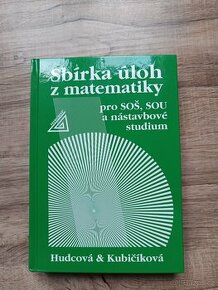 Sbírka úloh
z matematiky
pro SOŠ, SOU
a nástavbové
studium
Hudcová & Kubičíková